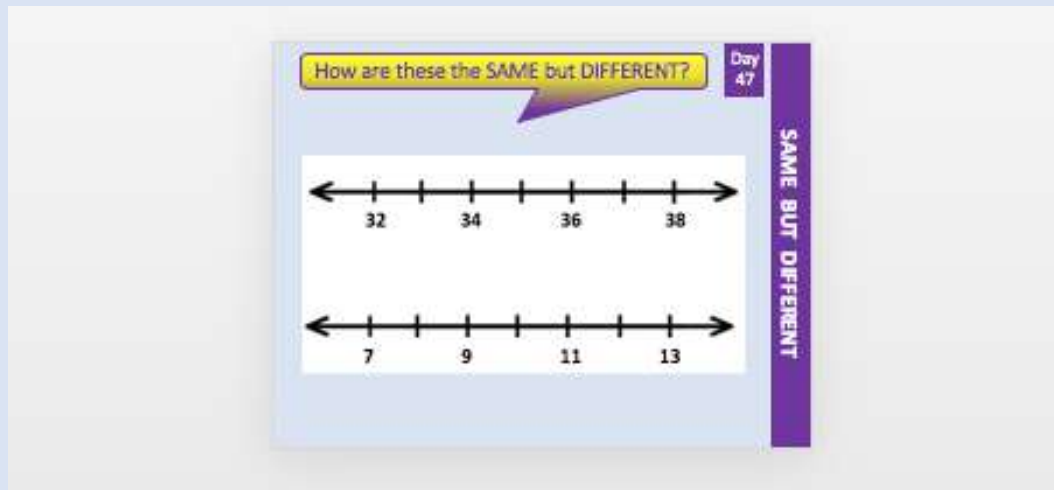 How are these the SAME but DIFFERENT?
Day
47
32 34 36 38
7 9 11 13
SAME BUT DIFFERENT